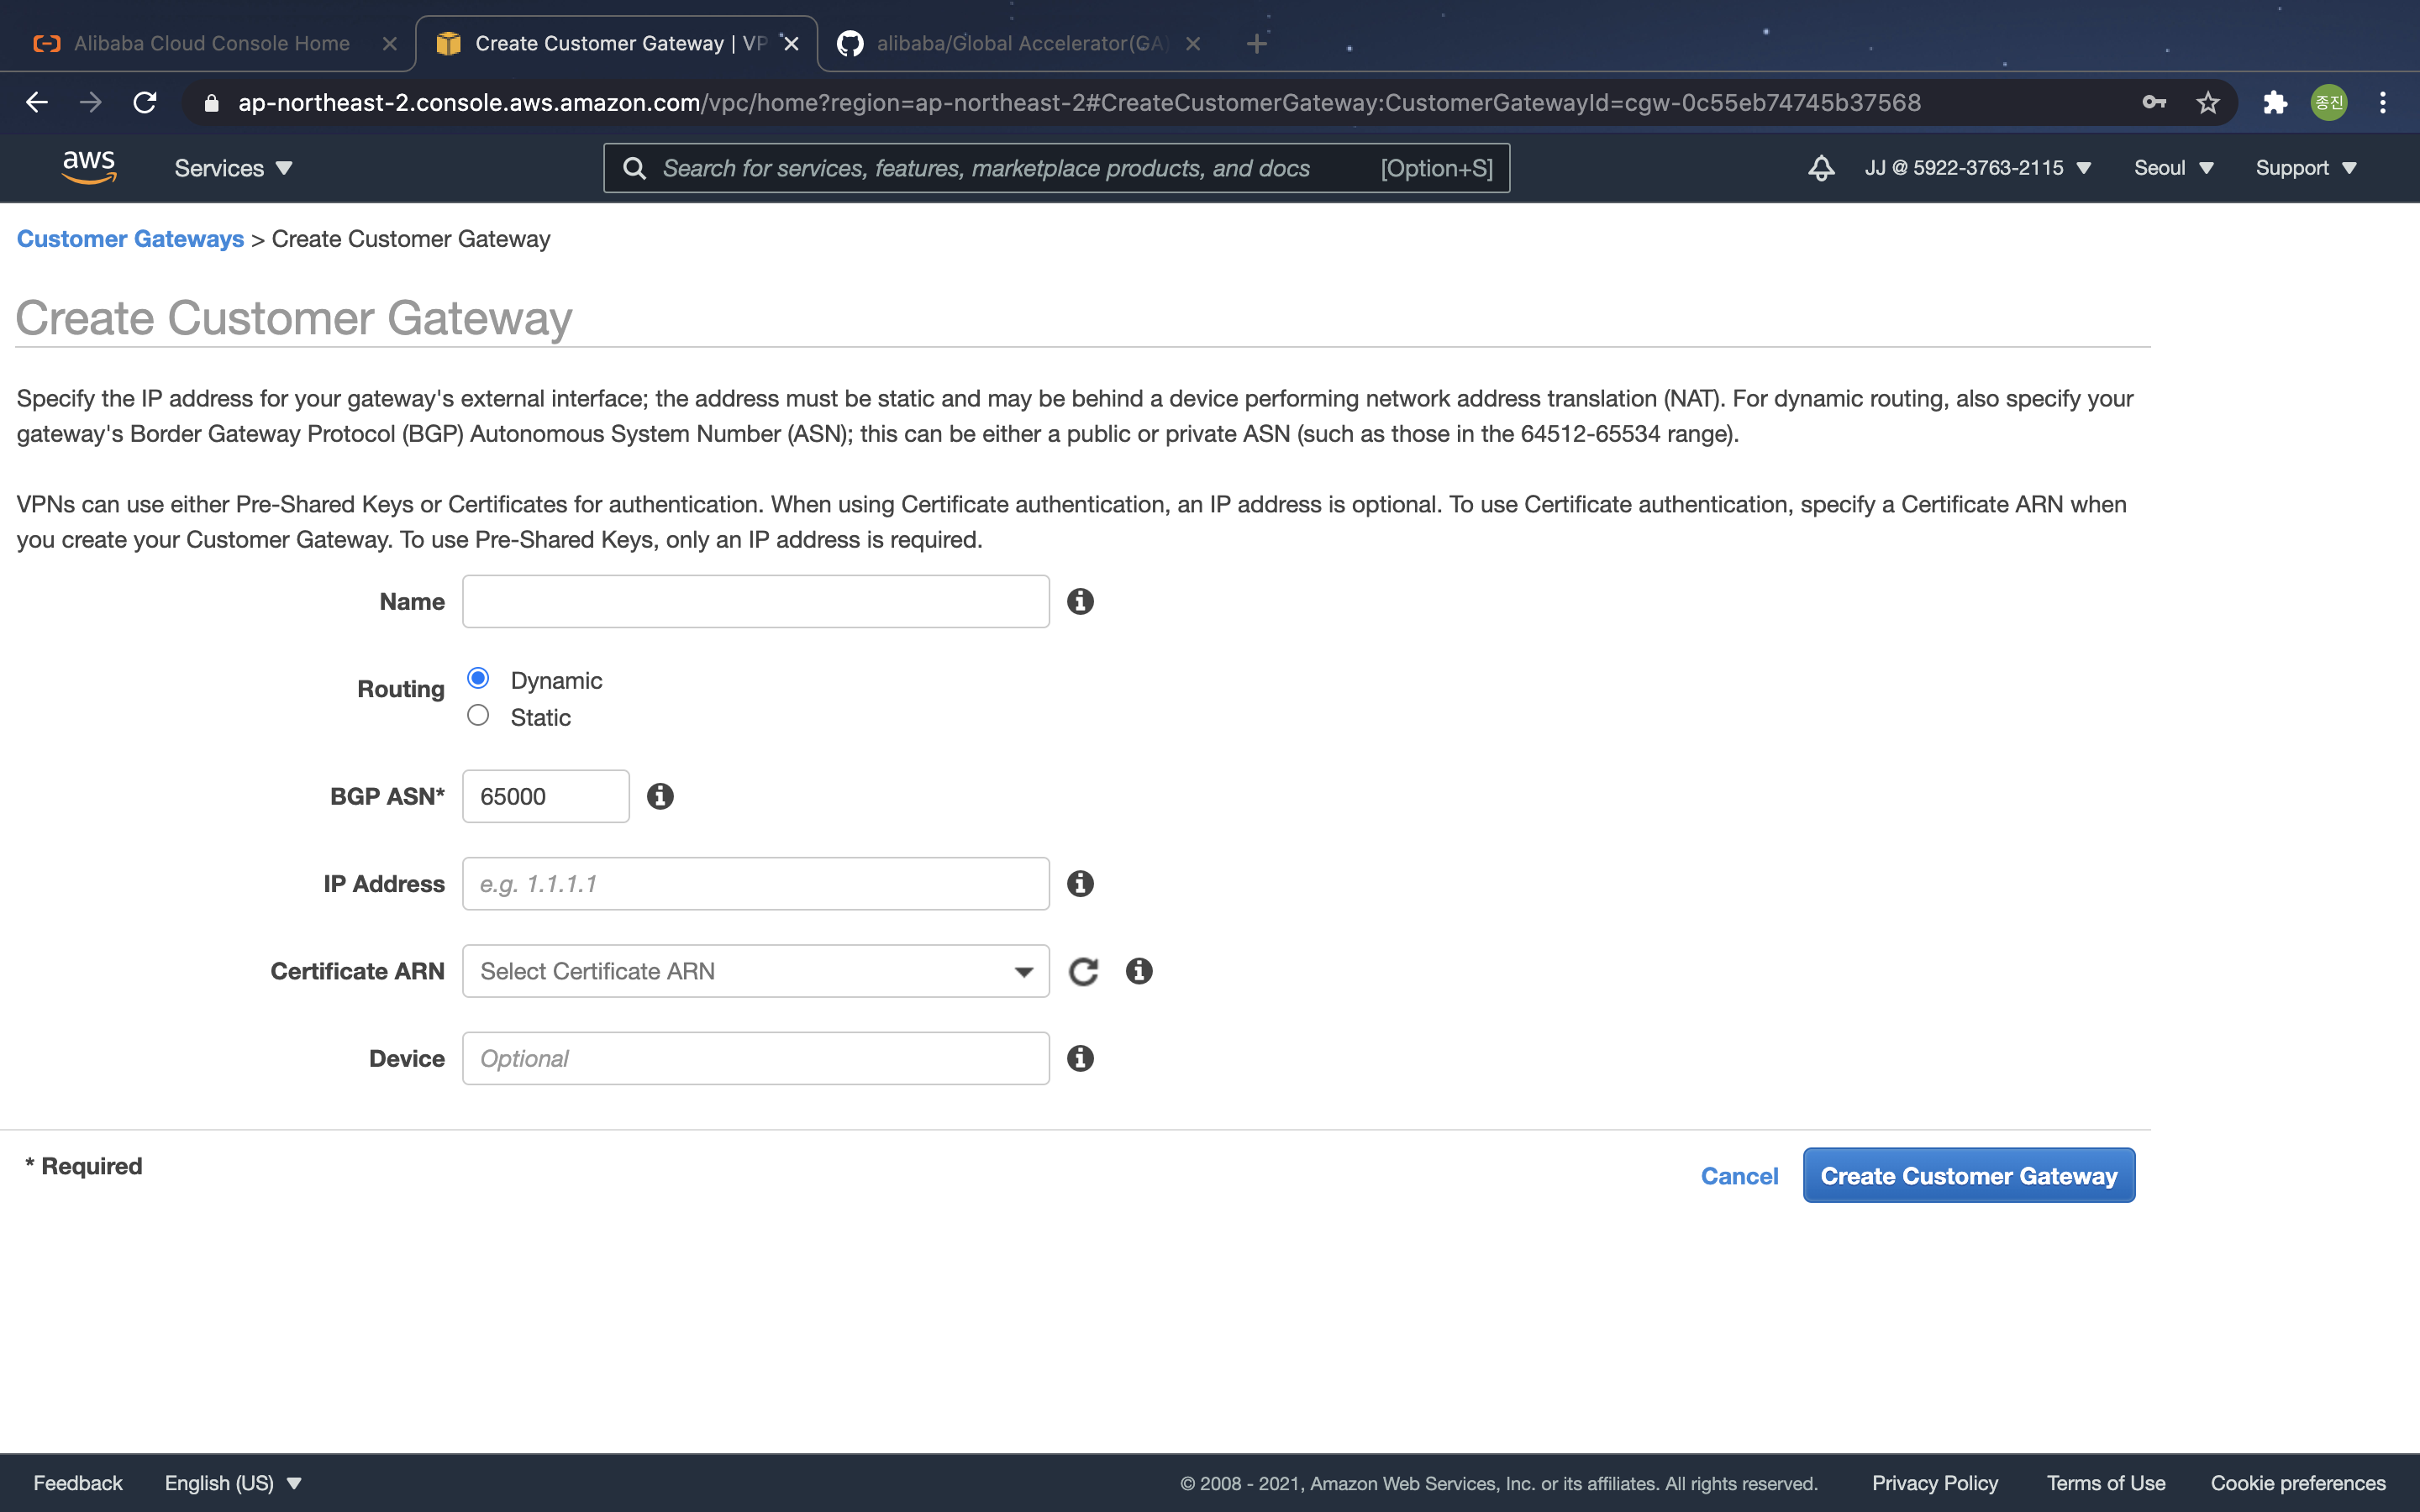 Alibaba Cloud Console Home
Create Customer Gateway | VP
alibaba/Global Accelerator(GA)
ap-northeast-2.console.aws.amazon.com/vpc/home?region=ap-northeast-2#CreateCustomerGateway:CustomerGatewayId=cgw-0c55eb74745b37568
종진
aws
Services
Search for services, features, marketplace products, and docs
[Option+S]
JJ @ 5922-3763-2115
Seoul
Support
Customer Gateways > Create Customer Gateway
Create Customer Gateway
Specify the IP address for your gateway's external interface; the address must be static and may be behind a device performing network address translation (NAT). For dynamic routing, also specify your
gateway's Border Gateway Protocol (BGP) Autonomous System Number (ASN); this can be either a public or private ASN (such as those in the 64512-65534 range).
VPNs can use either Pre-Shared Keys or Certificates for authentication. When using Certificate authentication, an IP address is optional. To use Certificate authentication, specify a Certificate ARN when
you create your Customer Gateway. To use Pre-Shared Keys, only an IP address is required.
Name
Routing
Dynamic
Static
BGP ASN*
65000
IP Address
e.g. 1.1.1.1
Certificate ARN
Select Certificate ARN
Device
Optional
* Required
Cancel
Create Customer Gateway
Feedback
English (US)
© 2008 - 2021, Amazon Web Services, Inc. or its affiliates. All rights reserved.
Privacy Policy
Terms of Use
Cookie preferences